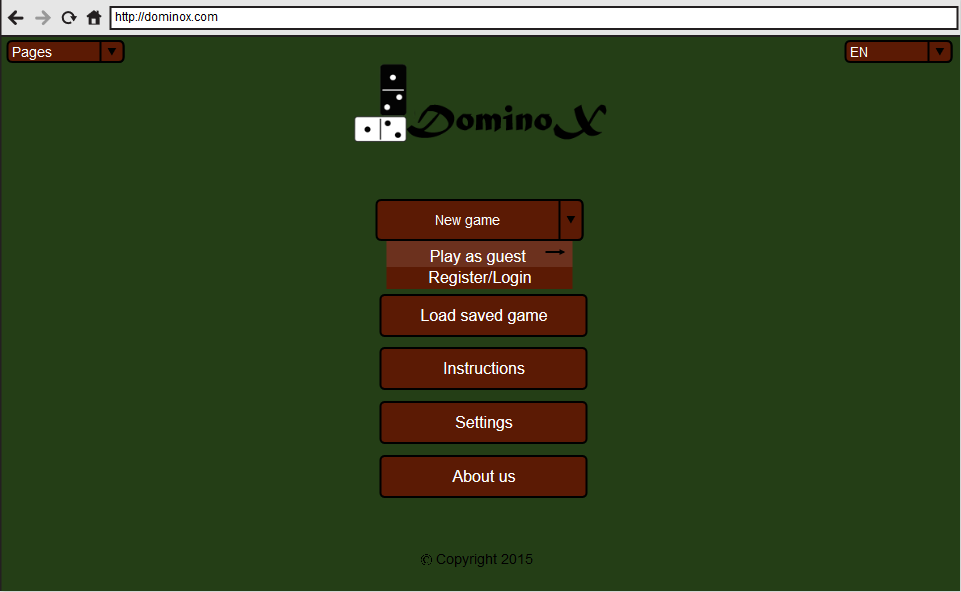 http://dominox.com
Pages
EN
DominoX
New game
Play as guest
Register/Login
Load saved game
Instructions
Settings
About us
© Copyright 2015